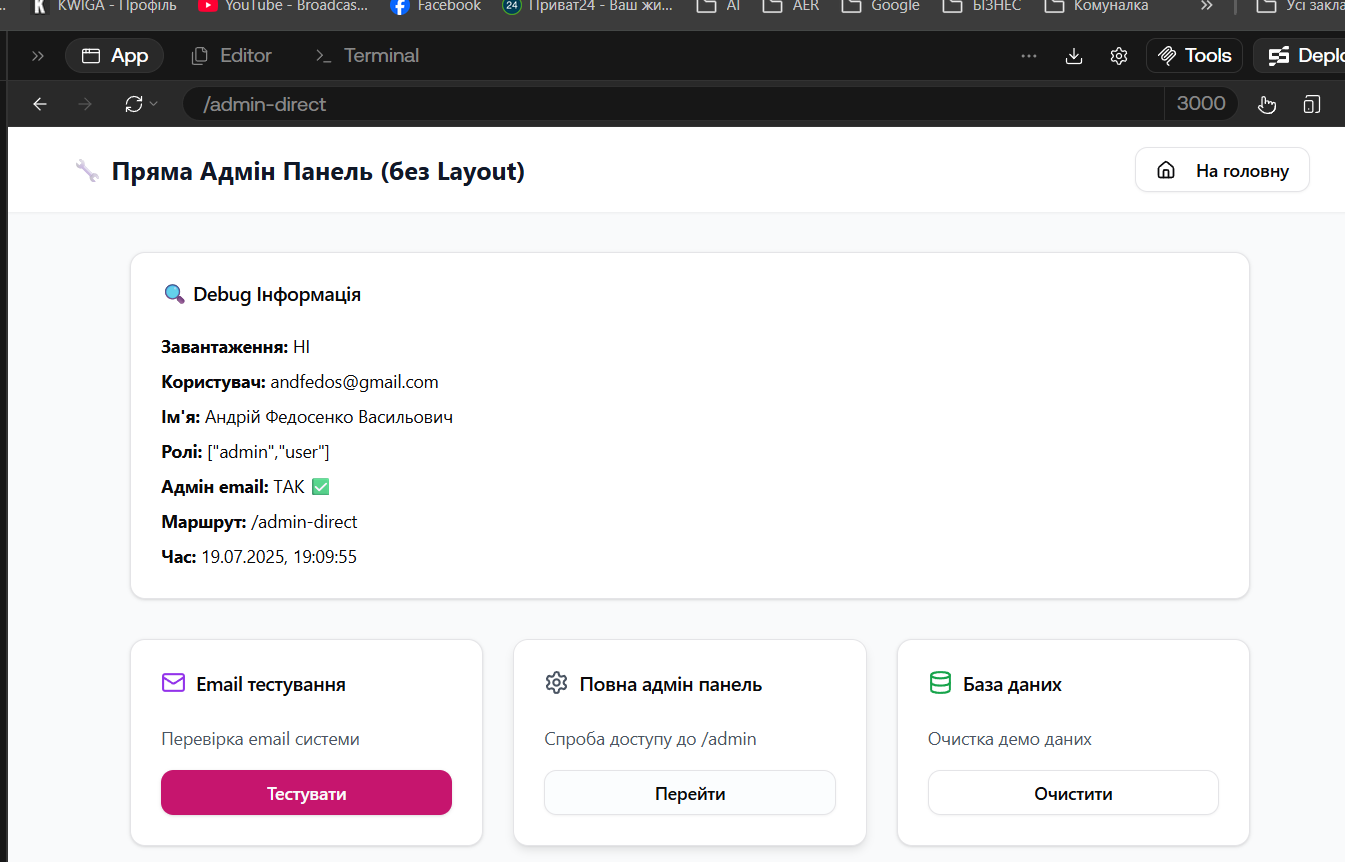 KWIGA - Профіль YouTube - Broadcas... Facebook 24 Приват24 - Ваш жи... AI AER Google БІЗНЕС Комуналка » Усі закла
» App Editor >_ Terminal ... Tools Deplo
/admin-direct 3000
Пряма Адмін Панель (без Layout) На головну
Debug Інформація
Завантаження: НІ
Користувач: andfedos@gmail.com
Ім'я: Андрій Федосенко Васильович
Ролі: ["admin","user"]
Адмін email: ТАК ✅
Маршрут: /admin-direct
Час: 19.07.2025, 19:09:55
Email тестування
Перевірка email системи
Тестувати
Повна адмін панель
Спроба доступу до /admin
Перейти
База даних
Очистка демо даних
Очистити